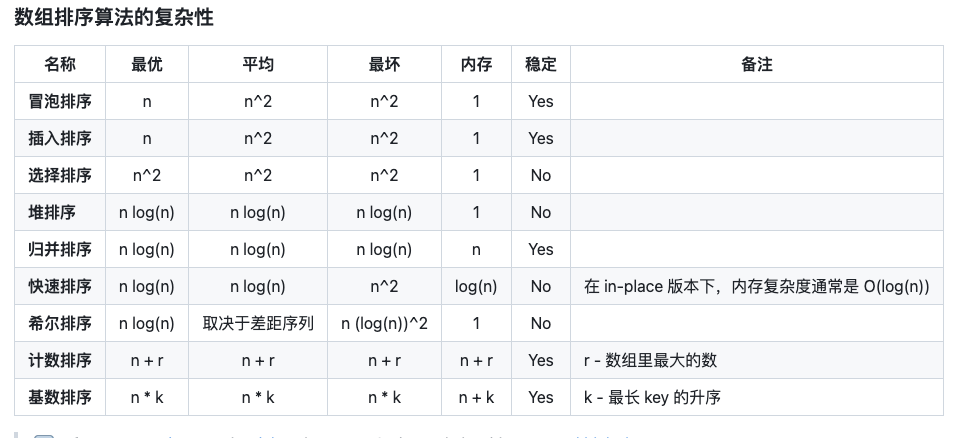 数组排序算法的复杂性
名称 最优 平均 最坏 内存 稳定 备注
冒泡排序 n n^2 n^2 1 Yes
插入排序 n n^2 n^2 1 Yes
选择排序 n^2 n^2 n^2 1 No
堆排序 n log(n) n log(n) n log(n) 1 No
归并排序 n log(n) n log(n) n log(n) n Yes
快速排序 n log(n) n log(n) n^2 log(n) No 在 in-place 版本下，内存复杂度通常是 O(log(n))
希尔排序 n log(n) 取决于差距序列 n (log(n))^2 1 No
计数排序 n + r n + r n + r n + r Yes r - 数组里最大的数
基数排序 n * k n * k n * k n + k Yes k - 最长 key 的升序